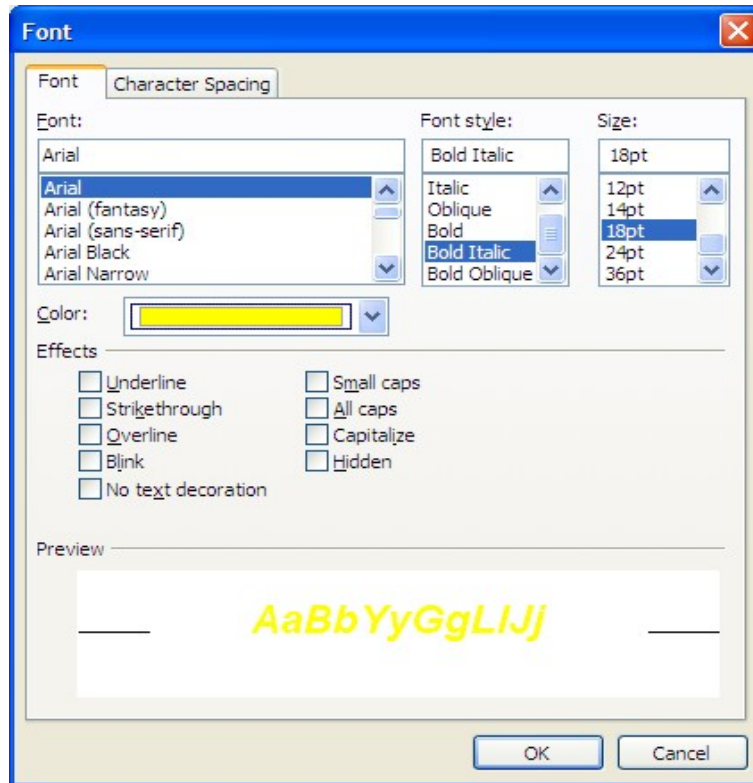 Font
Font Character Spacing
Font: Font style: Size:
Arial Bold Italic 18pt
Arial Italic 12pt
Arial (fantasy) Oblique 14pt
Arial (sans-serif) Bold 18pt
Arial Black Bold Italic 24pt
Arial Narrow Bold Oblique 36pt
Color:
Effects
Underline Small caps
Strikethrough All caps
Overline Capitalize
Blink Hidden
No text decoration
Preview
AaBbYyGgLlJj
OK Cancel